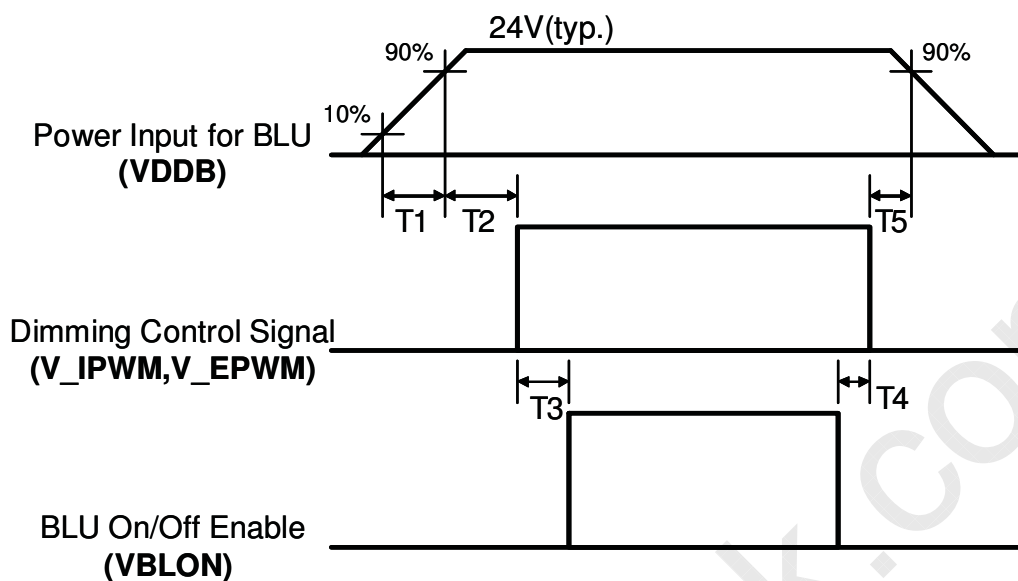 24V(typ.)
90%
90%
10%
Power Input for BLU
(VDDB)
T1
T2
T5
Dimming Control Signal
(V_IPWM,V_EPWM)
T3
T4
BLU On/Off Enable
(VBLON)
k.com